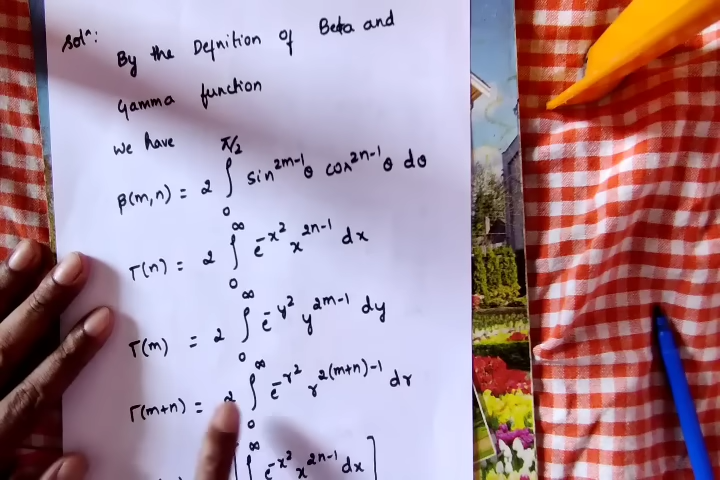 Solⁿ:
By the Defnition of Beta and
Gamma function
We have
β(m,n) = 2 ∫₀^{π/2} sin^{2m-1}θ cos^{2n-1}θ dθ
Γ(n) = 2 ∫₀^∞ e^{-x²} x^{2n-1} dx
Γ(m) = 2 ∫₀^∞ e^{-y²} y^{2m-1} dy
Γ(m+n) = 2 ∫₀^∞ e^{-r²} r^{2(m+n)-1} dr
[∫^∞ e^{-x²} x^{2n-1} dx]